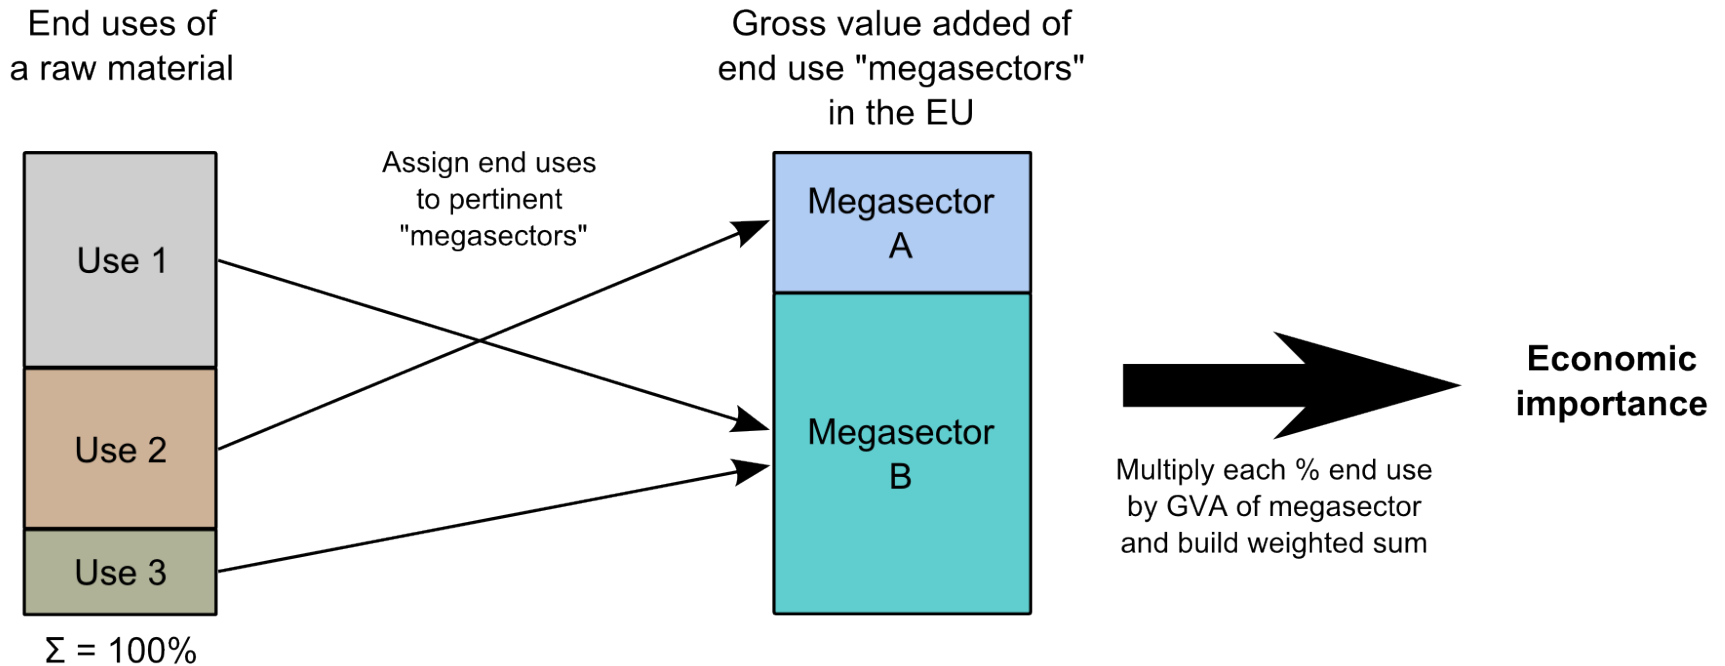 End uses of
a raw material
Gross value added of
end use "megasectors"
in the EU
Assign end uses
to pertinent
"megasectors"
Use 1
Use 2
Use 3
Σ = 100%
Megasector
A
Megasector
B
Economic
importance
Multiply each % end use
by GVA of megasector
and build weighted sum